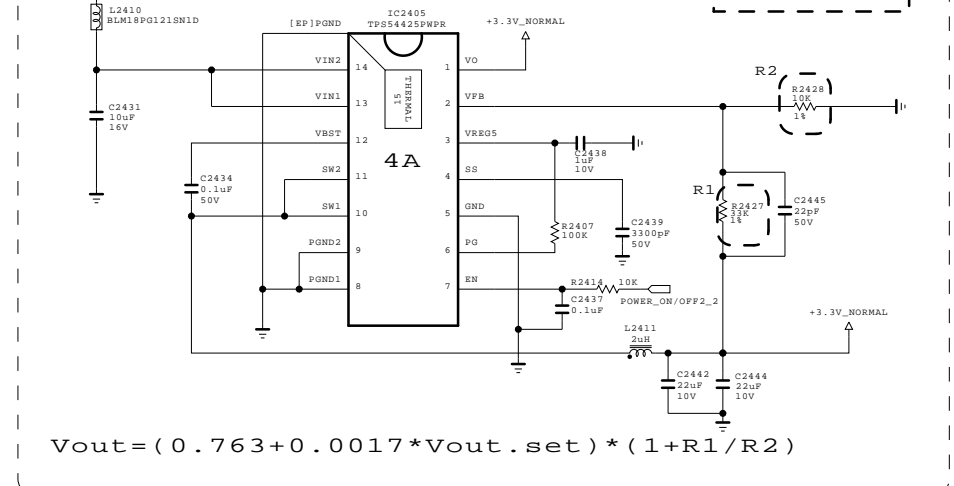 L2410
BLM18PG121SN1D
C2431
10uF
16V
C2434
0.1uF
50V
IC2405
TPS54425PWPR
[EP]PGND
VIN2
14
VIN1
13
VBST
12
SW2
11
SW1
10
PGND2
9
PGND1
8
THERMAL
15
4A
1
VO
2
VFB
3
VREG5
4
SS
5
GND
6
PG
7
EN
+3.3V_NORMAL
C2438
1uF
10V
R2407
100K
C2439
3300pF
50V
R2414
10K
POWER_ON/OFF2_2
C2437
0.1uF
R2
R2428
10K
1%
R1
R2427
33K
1%
C2445
22pF
50V
L2411
2uH
+3.3V_NORMAL
C2442
22uF
10V
C2444
22uF
10V
Vout=(0.763+0.0017*Vout.set)*(1+R1/R2)